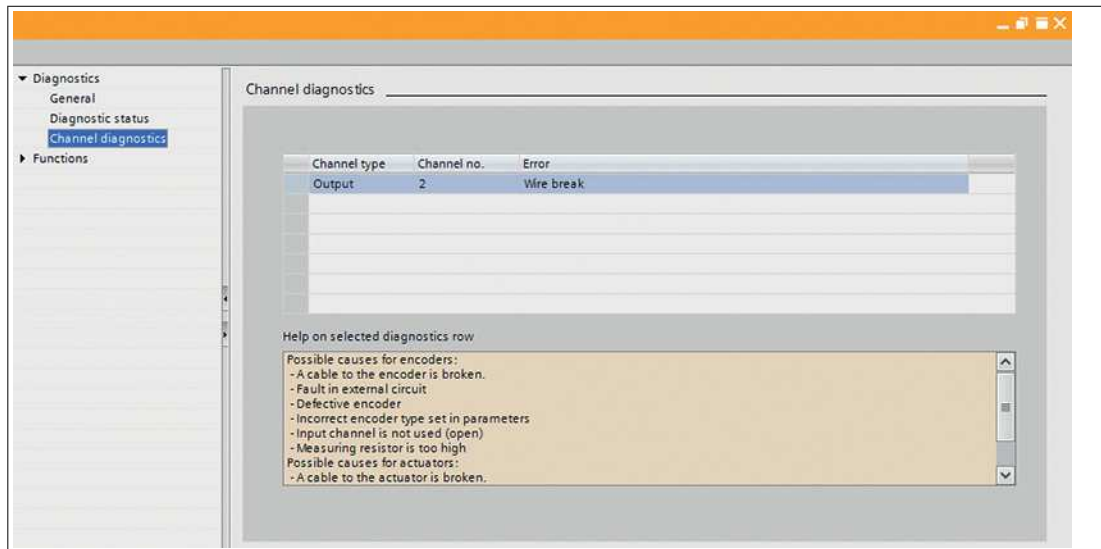 Diagnostics
General
Diagnostic status
Channel diagnostics
Functions
Channel diagnostics
Channel type Channel no. Error
Output 2 Wire break
Help on selected diagnostics row
Possible causes for encoders:
- A cable to the encoder is broken.
- Fault in external circuit
- Defective encoder
- Incorrect encoder type set in parameters
- Input channel is not used (open)
- Measuring resistor is too high
Possible causes for actuators:
- A cable to the actuator is broken.